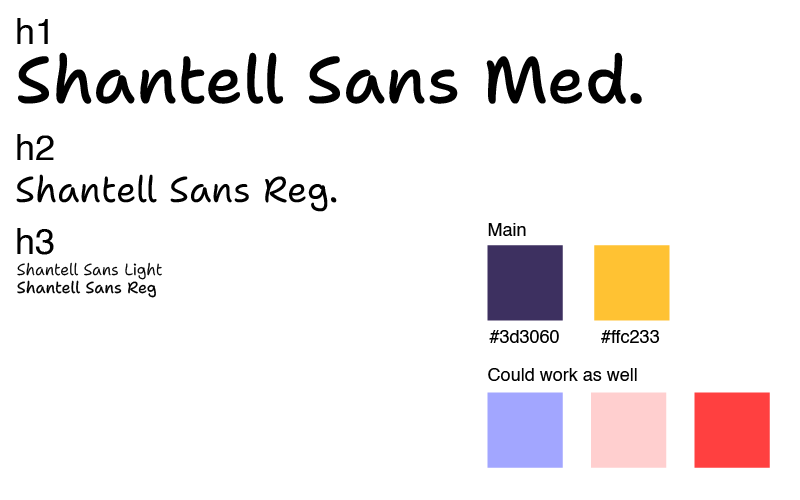 h1
Shantell Sans Med.
h2
Shantell Sans Reg.
h3
Shantell Sans Light
Shantell Sans Reg
Main
#3d3060 #ffc233
Could work as well